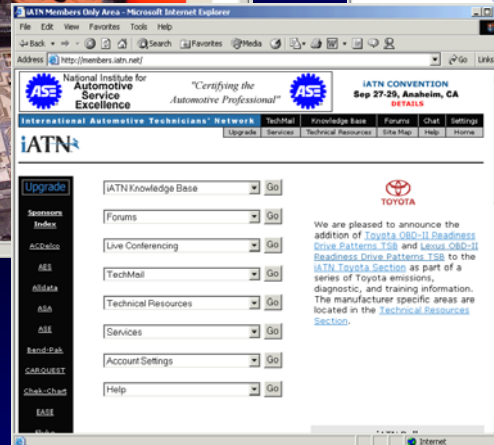 iATN Members Only Area - Microsoft Internet Explorer
File Edit View Favorites Tools Help
Back Search Favorites Media
Address http://members.iatn.net/ Go Links
ASE National Institute for Automotive Service Excellence
"Certifying the Automotive Professional"
ASE
iATN CONVENTION
Sep 27-29, Anaheim, CA
DETAILS
International Automotive Technicians' Network TechMail Knowledge Base Forums Chat Settings
Upgrade Services Technical Resources Site Map Help Home
iATN
Upgrade
Sponsors
Index
ACDelco
AES
Alldata
ASA
ASE
Bend-Pak
CARQUEST
Chek-Chart
EASE
iATN Knowledge Base Go
Forums Go
Live Conferencing Go
TechMail Go
Technical Resources Go
Services Go
Account Settings Go
Help Go
TOYOTA
We are pleased to announce the
addition of Toyota OBD-II Readiness
Drive Patterns TSB and Lexus OBD-II
Readiness Drive Patterns TSB to the
iATN Toyota Section as part of a
series of Toyota emissions,
diagnostic, and training information.
The manufacturer specific areas are
located in the Technical Resources
Section.
Internet